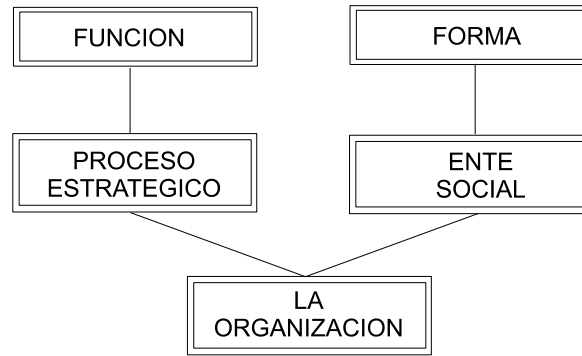 FUNCION
FORMA
PROCESO
ESTRATEGICO
ENTE
SOCIAL
LA
ORGANIZACION